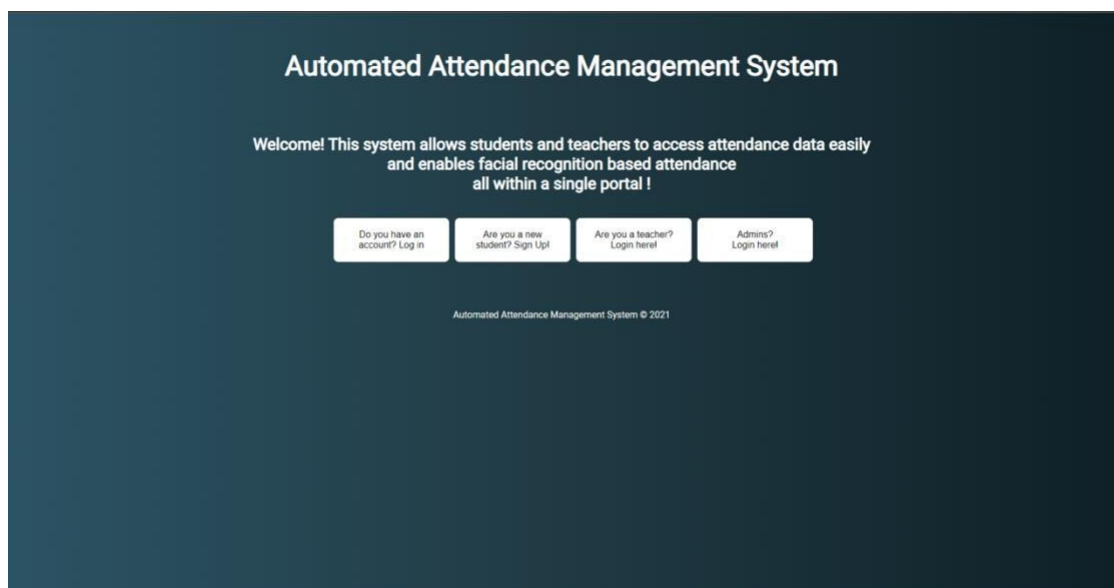 Automated Attendance Management System
Welcome! This system allows students and teachers to access attendance data easily
and enables facial recognition based attendance
all within a single portal !
Do you have an
account? Log in
Are you a new
student? Sign Up!
Are you a teacher?
Login here!
Admins?
Login here!
Automated Attendance Management System © 2021